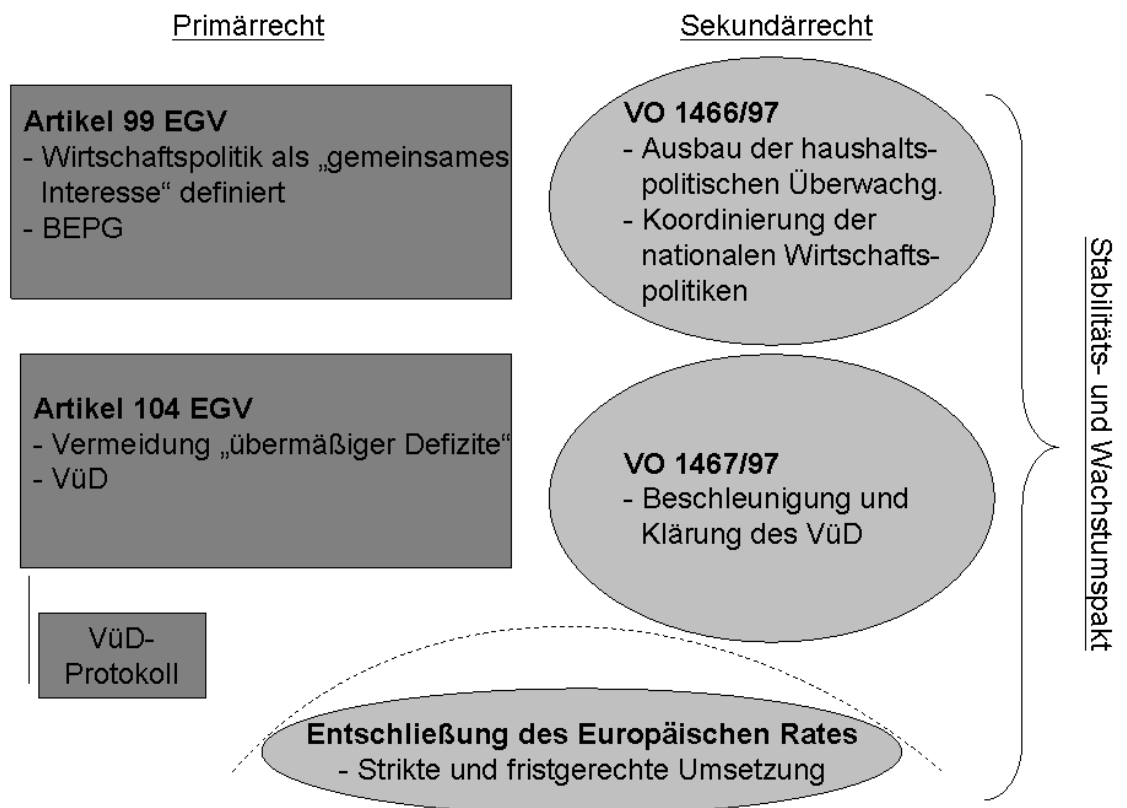 Primärrecht
Sekundärrecht
Artikel 99 EGV
- Wirtschaftspolitik als „gemeinsames
Interesse“ definiert
- BEPG
VO 1466/97
- Ausbau der haushalts-
politischen Überwachg.
- Koordinierung der
nationalen Wirtschafts-
politiken
Artikel 104 EGV
- Vermeidung „übermäßiger Defizite“
- VüD
VO 1467/97
- Beschleunigung und
Klärung des VüD
VüD-
Protokoll
Entschließung des Europäischen Rates
- Strikte und fristgerechte Umsetzung
Stabilitäts- und Wachstumspakt